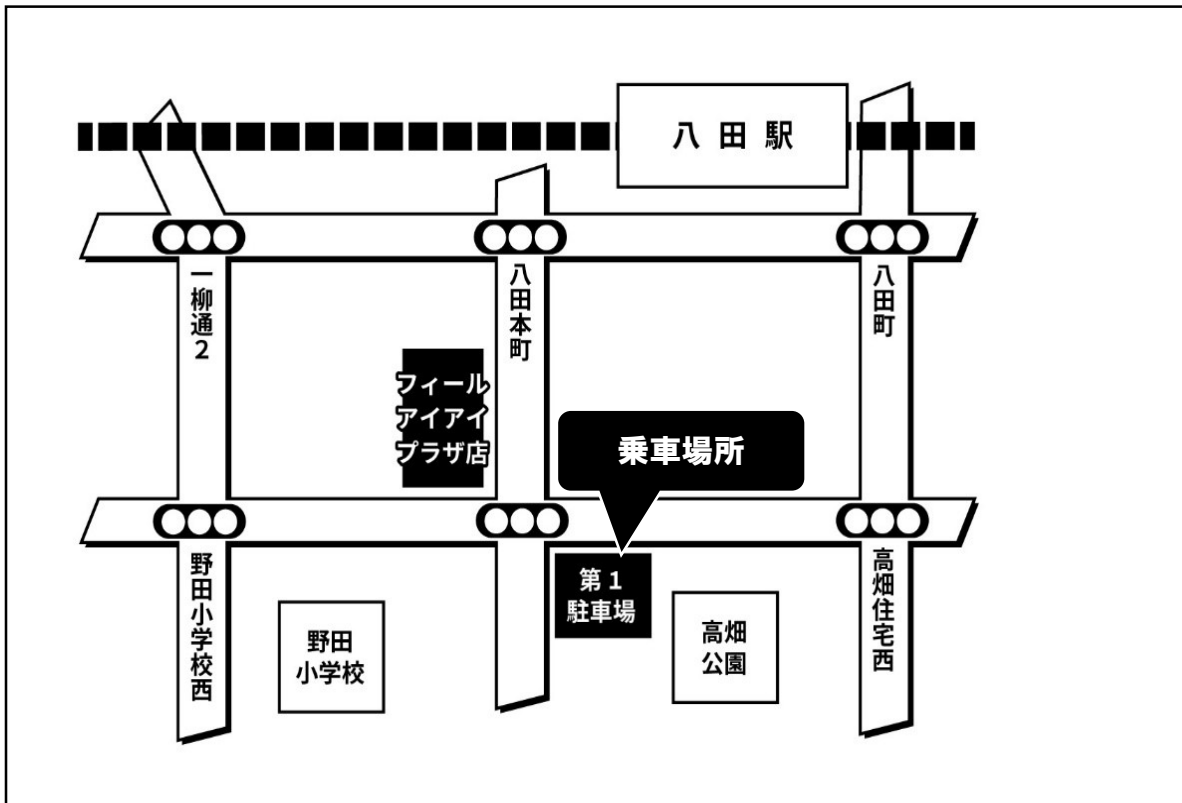 八田駅
一柳通2
八田本町
八田町
フィール
アイアイ
プラザ店
乗車場所
野田小学校西
第1
駐車場
高畑住宅西
野田
小学校
高畑
公園